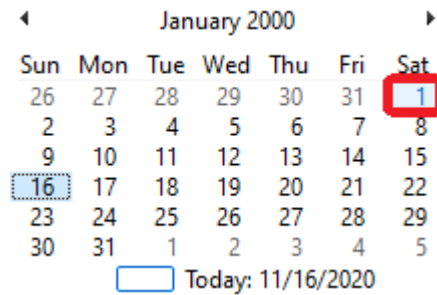 January 2000
Sun Mon Tue Wed Thu Fri Sat
26 27 28 29 30 31 1
2 3 4 5 6 7 8
9 10 11 12 13 14 15
16 17 18 19 20 21 22
23 24 25 26 27 28 29
30 31 1 2 3 4 5
Today: 11/16/2020